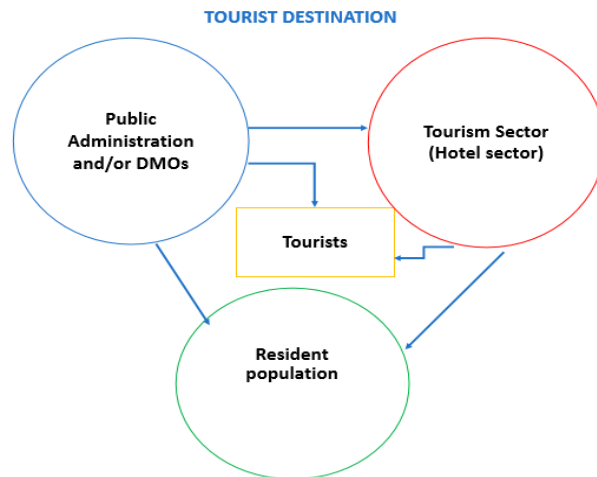 TOURIST DESTINATION
Public
Administration
and/or DMOs
Tourism Sector
(Hotel sector)
Tourists
Resident
population